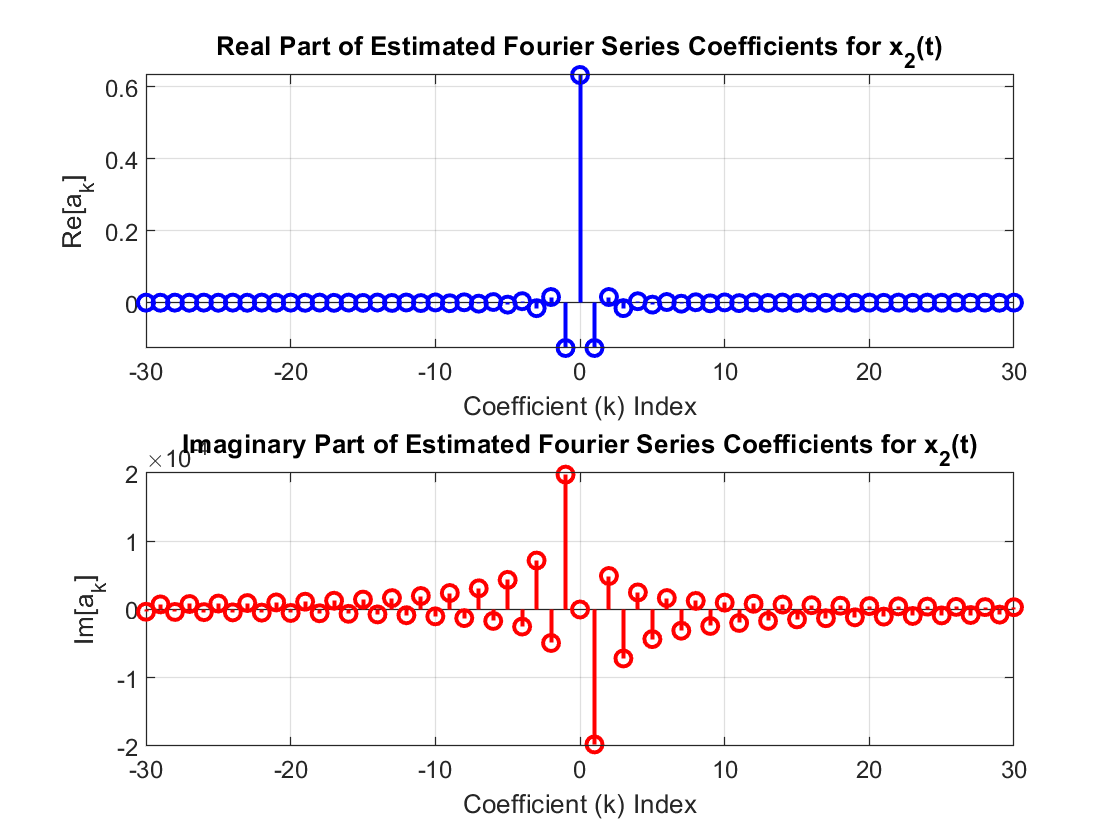 Real Part of Estimated Fourier Series Coefficients for x2(t)
0.6
0.4
0.2
0
Re[ak]
-30 -20 -10 0 10 20 30
Coefficient (k) Index
Imaginary Part of Estimated Fourier Series Coefficients for x2(t)
×10
2
1
0
-1
-2
Im[ak]
-30 -20 -10 0 10 20 30
Coefficient (k) Index